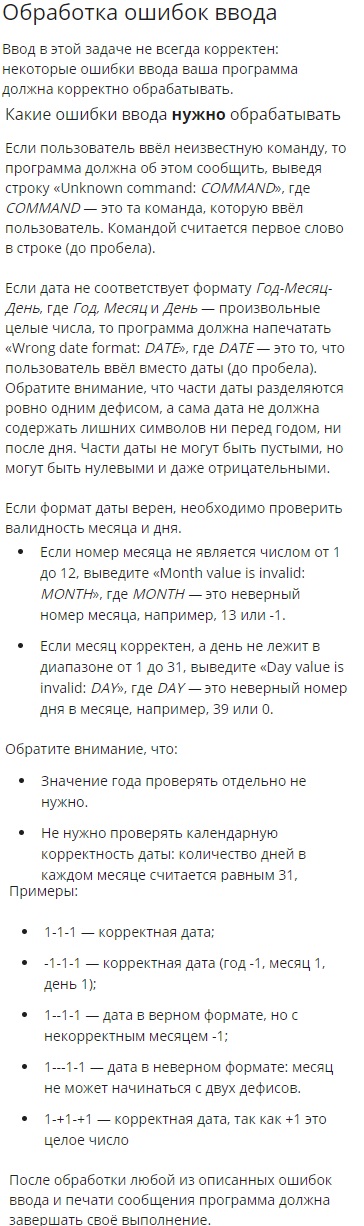 Обработка ошибок ввода
Ввод в этой задаче не всегда корректен:
некоторые ошибки ввода ваша программа
должна корректно обрабатывать.
Какие ошибки ввода нужно обрабатывать
Если пользователь ввёл неизвестную команду, то
программа должна об этом сообщить, выведя
строку «Unknown command: COMMAND», где
COMMAND — это та команда, которую ввёл
пользователь. Командой считается первое слово
в строке (до пробела).
Если дата не соответствует формату Год-Месяц-
День, где Год, Месяц и День — произвольные
целые числа, то программа должна напечатать
«Wrong date format: DATE», где DATE — это то, что
пользователь ввёл вместо даты (до пробела).
Обратите внимание, что части даты разделяются
ровно одним дефисом, а сама дата не должна
содержать лишних символов ни перед годом, ни
после дня. Части даты не могут быть пустыми, но
могут быть нулевыми и даже отрицательными.
Если формат даты верен, необходимо проверить
валидность месяца и дня.
• Если номер месяца не является числом от 1
до 12, выведите «Month value is invalid:
MONTH», где MONTH — это неверный
номер месяца, например, 13 или -1.
• Если месяц корректен, а день не лежит в
диапазоне от 1 до 31, выведите «Day value is
invalid: DAY», где DAY — это неверный номер
дня в месяце, например, 39 или 0.
Обратите внимание, что:
• Значение года проверять отдельно не
нужно.
• Не нужно проверять календарную
корректность даты: количество дней в
каждом месяце считается равным 31,
Примеры:
• 1-1-1 — корректная дата;
• -1-1-1 — корректная дата (год -1, месяц 1,
день 1);
• 1--1-1 — дата в верном формате, но с
некорректным месяцем -1;
• 1---1-1 — дата в неверном формате: месяц
не может начинаться с двух дефисов.
• 1-+1-+1 — корректная дата, так как +1 это
целое число
После обработки любой из описанных ошибок
ввода и печати сообщения программа должна
завершать своё выполнение.